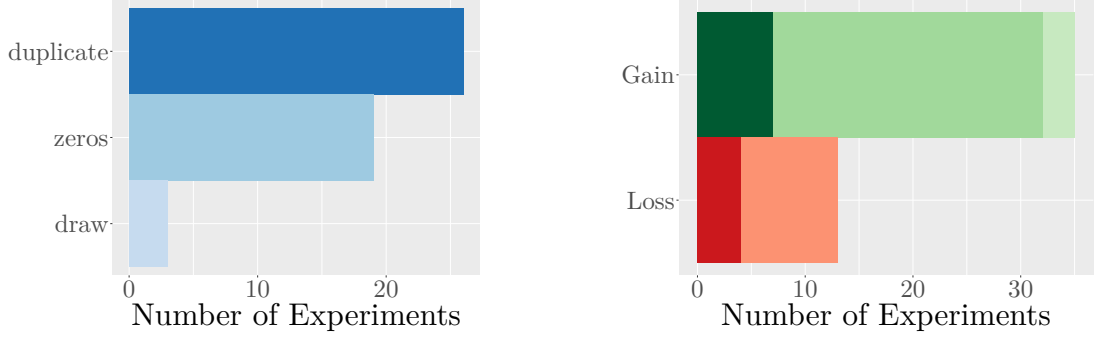 duplicate
zeros
draw
0 10 20
Number of Experiments
Gain
Loss
0 10 20 30
Number of Experiments